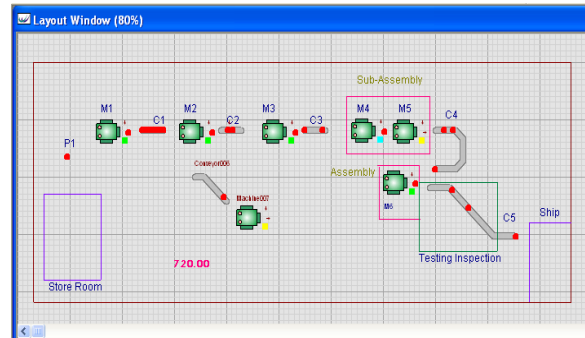 Layout Window (80%)
Sub-Assembly
M1 C1 M2 C2 M3 C3 M4 M5 C4
P1
Conveyor006
Assembly
Machine007
M6
C5
Ship
720.00
Testing Inspection
Store Room